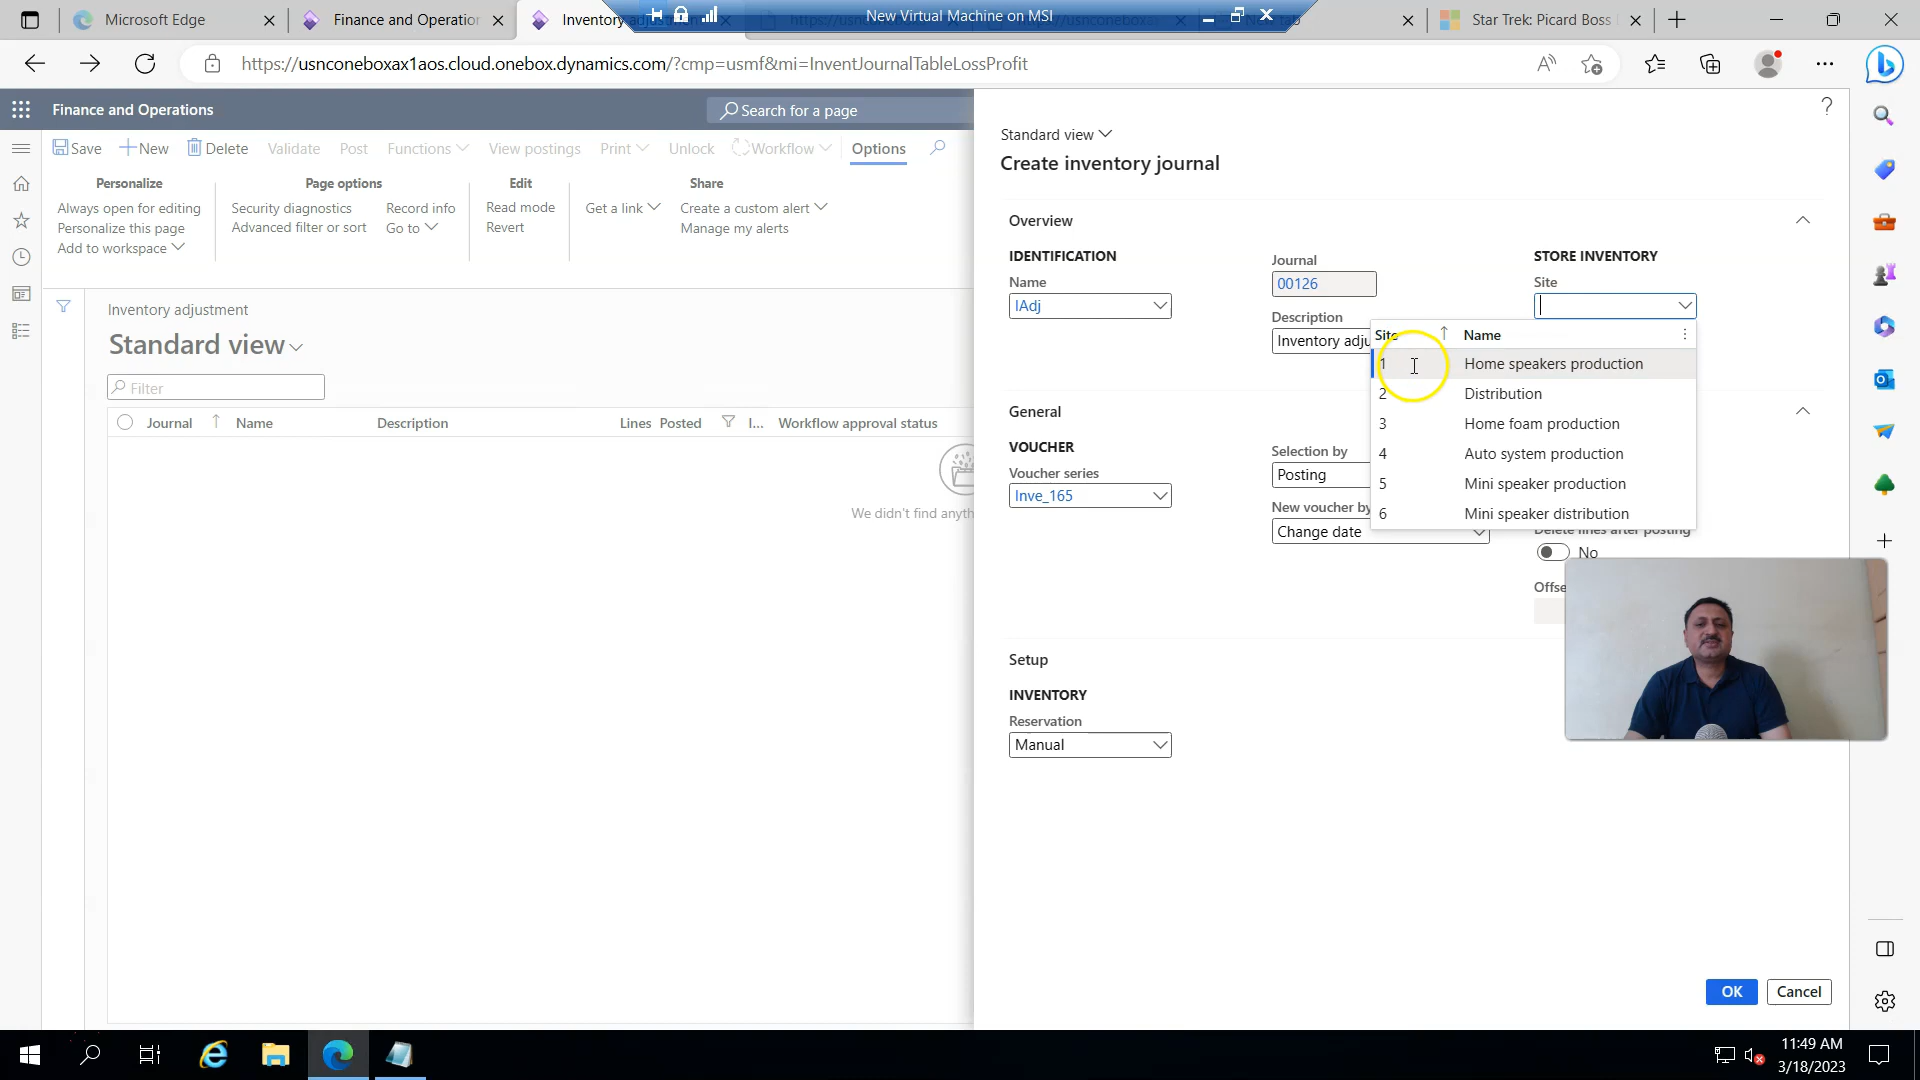 Microsoft Edge
Finance and Operation
Inventory adjustmen
New Virtual Machine on MSI
Star Trek: Picard Boss
https://usnconeboxax1aos.cloud.onebox.dynamics.com/?cmp=usmf&mi=InventJournalTableLossProfit
Finance and Operations
Search for a page
?
Save
New
Delete
Validate
Post
Functions
View postings
Print
Unlock
Workflow
Options
Personalize
Always open for editing
Personalize this page
Add to workspace
Page options
Security diagnostics
Advanced filter or sort
Record info
Go to
Edit
Read mode
Revert
Share
Get a link
Create a custom alert
Manage my alerts
Inventory adjustment
Standard view
Filter
Journal
Name
Description
Lines
Posted
I...
Workflow approval status
We didn't find anyth
Standard view
Create inventory journal
Overview
IDENTIFICATION
Name
IAdj
Journal
00126
Description
Inventory adju
STORE INVENTORY
Site
Site
Name
1 Home speakers production
2 Distribution
3 Home foam production
4 Auto system production
5 Mini speaker production
6 Mini speaker distribution
General
VOUCHER
Voucher series
Inve_165
Selection by
Posting
New voucher by
Change date
Delete lines after posting
No
Offse
Setup
INVENTORY
Reservation
Manual
OK
Cancel
11:49 AM
3/18/2023